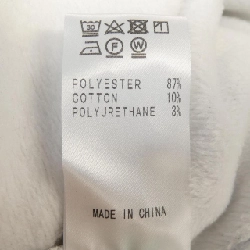 POLYESTER 87%
COTTON 10%
POLYURETHANE 3%
MADE IN CHINA